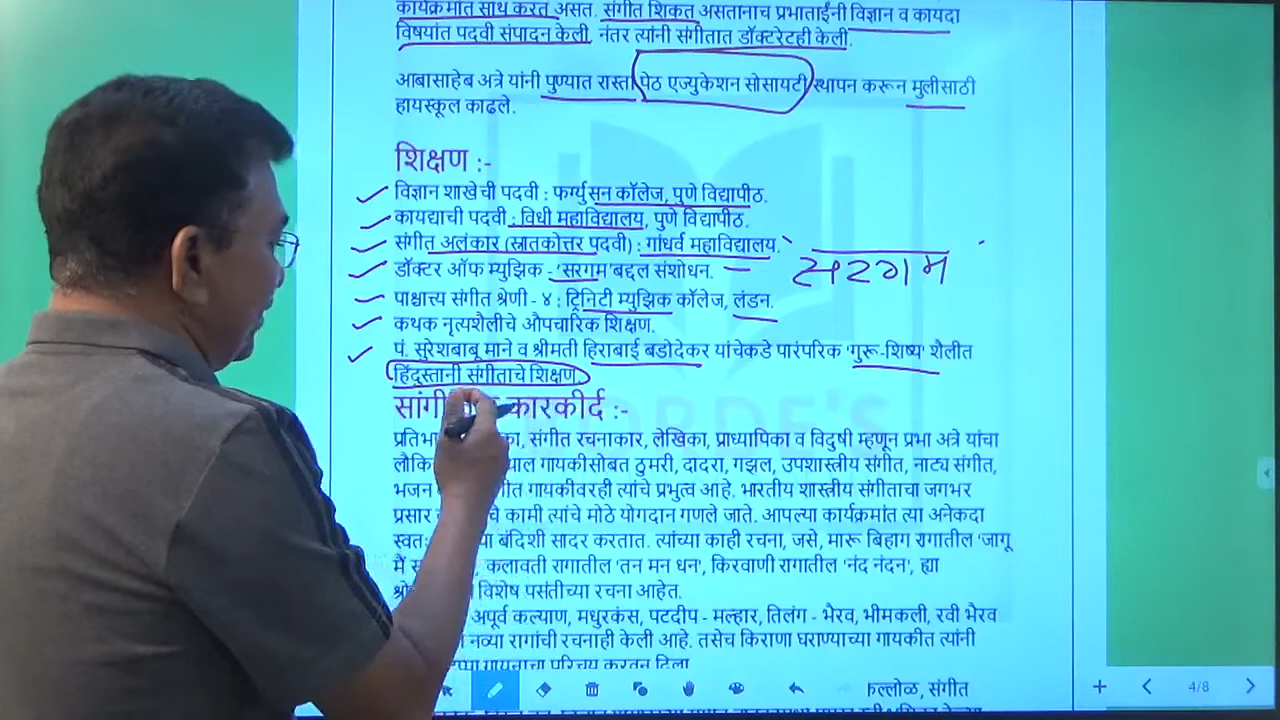 कार्यक्रमांत साथ करत असत. संगीत शिकत असतानाच प्रभाताईंनी विज्ञान व कायदा
विषयांत पदवी संपादन केली. नंतर त्यांनी संगीतात डॉक्टरेटही केली.
आबासाहेब अत्रे यांनी पुण्यात रास्ता पेठ एज्युकेशन सोसायटी स्थापन करून मुलीसाठी
हायस्कूल काढले.
शिक्षण :-
विज्ञान शाखेची पदवी : फर्ग्युसन कॉलेज, पुणे विद्यापीठ.
कायद्याची पदवी : विधी महाविद्यालय, पुणे विद्यापीठ.
संगीत अलंकार (स्नातकोत्तर पदवी) : गांधर्व महाविद्यालय.
डॉक्टर ऑफ म्युझिक - 'सरगम'बद्दल संशोधन.
सरगम
पाश्चात्त्य संगीत श्रेणी - ४ : ट्रिनिटी म्युझिक कॉलेज, लंडन.
कथक नृत्यशैलीचे औपचारिक शिक्षण.
पं. सुरेशबाबू माने व श्रीमती हिराबाई बडोदेकर यांचेकडे पारंपरिक 'गुरू-शिष्य' शैलीत
हिंदुस्तानी संगीताचे शिक्षण
कारकीर्द :-
संगीत रचनाकार, लेखिका, प्राध्यापिका व विदुषी म्हणून प्रभा अत्रे यांचा
गायकीसोबत ठुमरी, दादरा, गझल, उपशास्त्रीय संगीत, नाट्य संगीत,
भजन गायकीवरही त्यांचे प्रभुत्व आहे. भारतीय शास्त्रीय संगीताचा जगभर
प्रसार कामी त्यांचे मोठे योगदान गणले जाते. आपल्या कार्यक्रमांत त्या अनेकदा
बंदिशी सादर करतात. त्यांच्या काही रचना, जसे, मारू बिहाग रागातील 'जागू
मैं कलावती रागातील 'तन मन धन', किरवाणी रागातील 'नंद नंदन', ह्या
विशेष पसंतीच्या रचना आहेत.
अपूर्व कल्याण, मधुरकंस, पटदीप - मल्हार, तिलंग - भैरव, भीमकली, रवी भैरव
नव्या रागांची रचनाही केली आहे. तसेच किराणा घराण्याच्या गायकीत त्यांनी
गायनाचा परिचय करवून दिला
संगीत
4/8